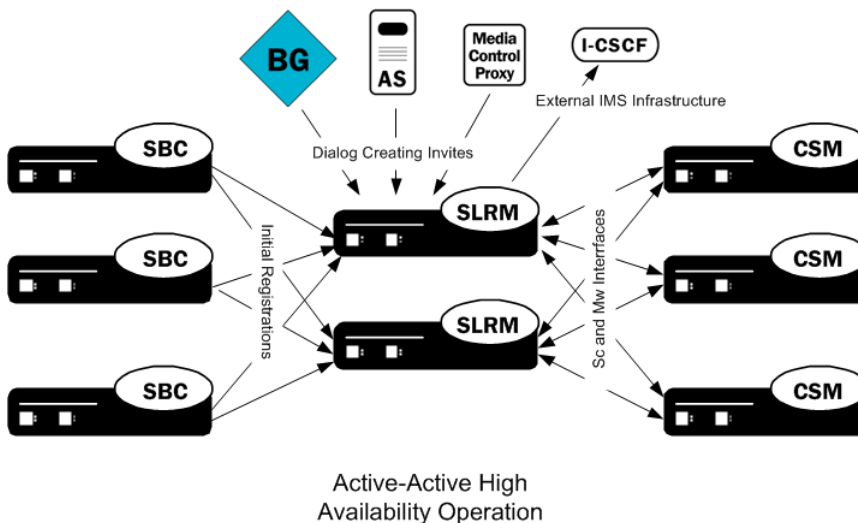 BG
AS
Media
Control
Proxy
I-CSCF
External IMS Infrastructure
Dialog Creating Invites
SBC
SLRM
CSM
SBC
Initial Registrations
Sc and Mw Interrfaces
CSM
SLRM
SBC
CSM
Active-Active High
Availability Operation